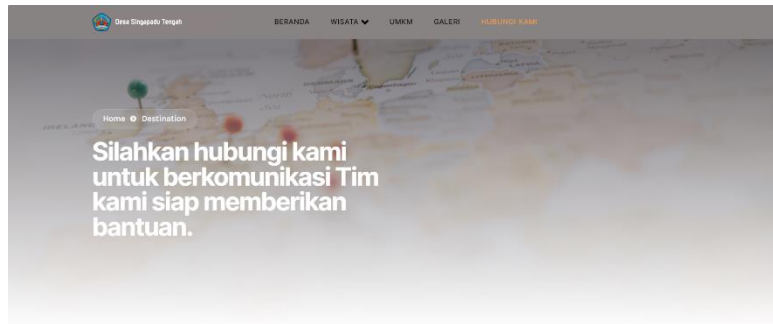 Desa Singapadu Tengah
BERANDA WISATA UMKM GALERI HUBUNGI KAMI
Home Destination
Silahkan hubungi kami
untuk berkomunikasi Tim
kami siap memberikan
bantuan.